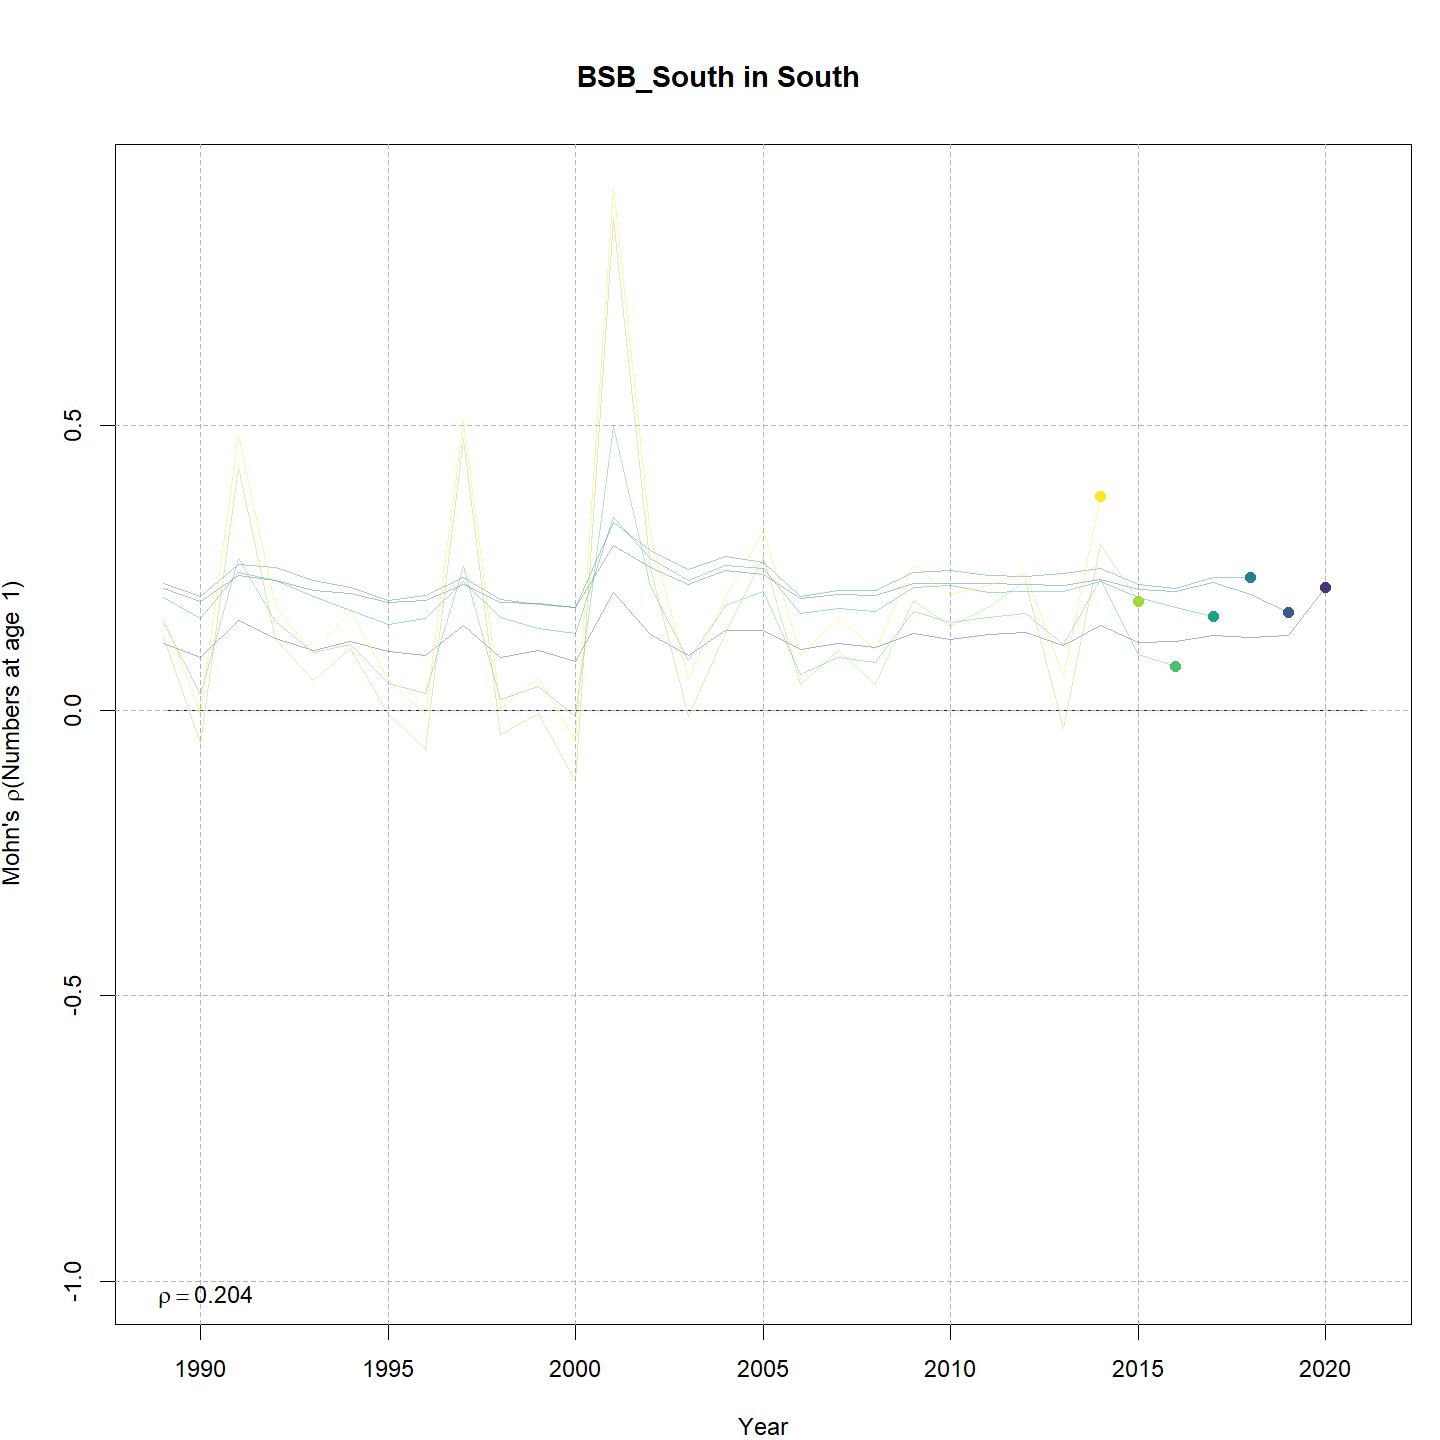 BSB_South in South
Mohn's ρ(Numbers at age 1)
0.5
0.0
-0.5
-1.0
ρ = 0.204
1990 1995 2000 2005 2010 2015 2020
Year